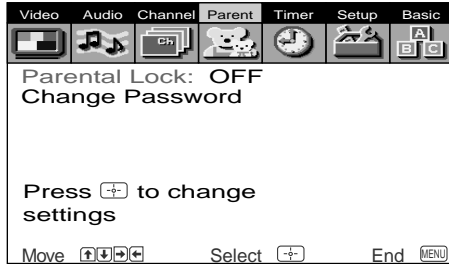 Video Audio Channel Parent Timer Setup Basic
Ch A B C
Parental Lock: OFF
Change Password
Press to change
settings
Move Select End MENU